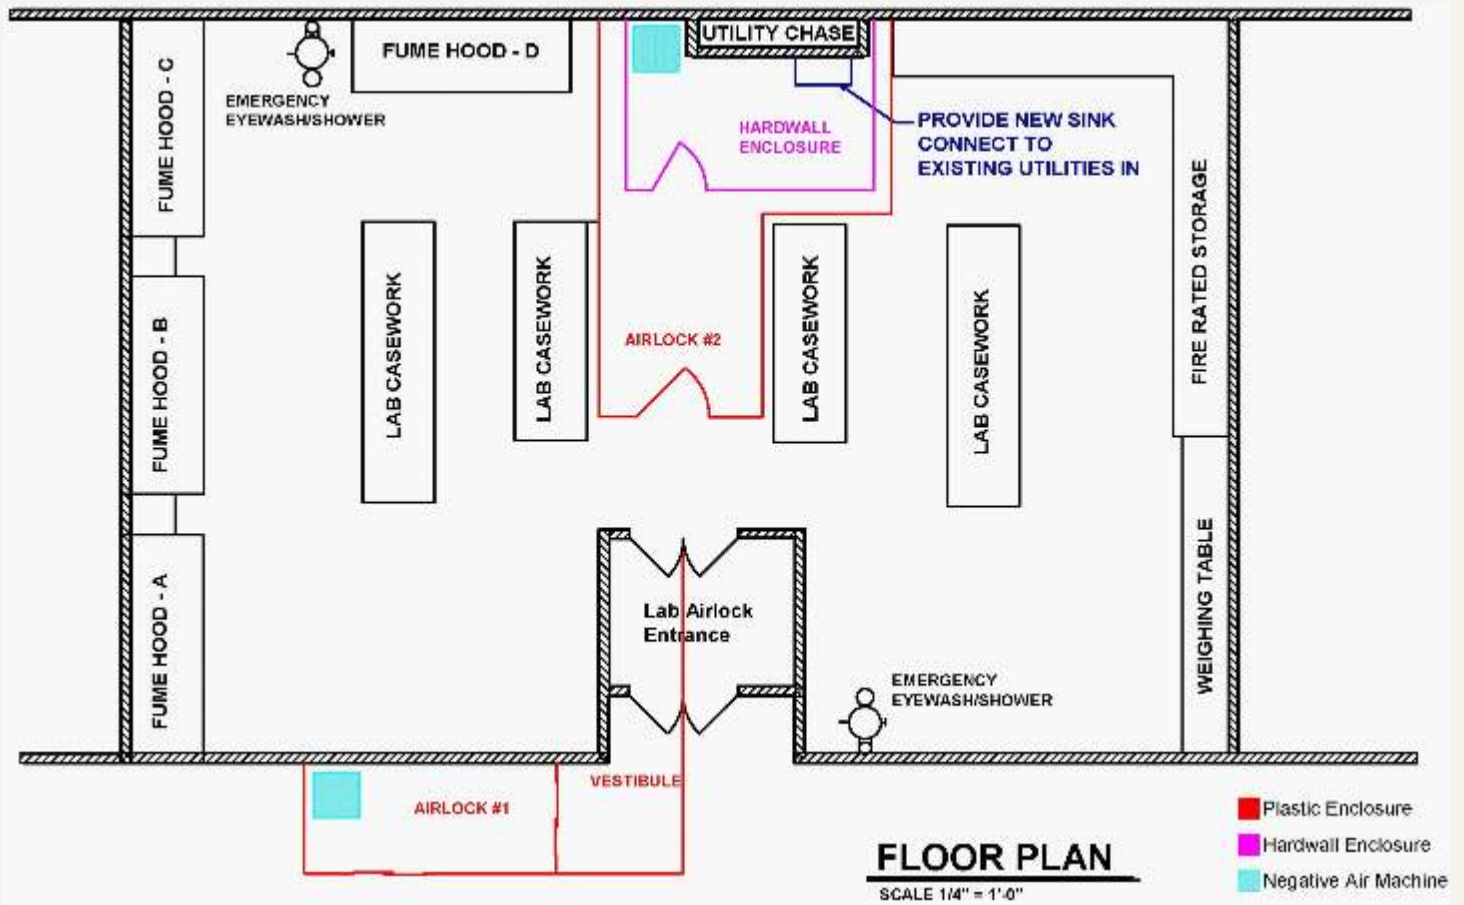 UTILITY CHASE
FUME HOOD - D
FUME HOOD - C
EMERGENCY
EYEWASH/SHOWER
HARDWALL
ENCLOSURE
PROVIDE NEW SINK
CONNECT TO
EXISTING UTILITIES IN
FIRE RATED STORAGE
LAB CASEWORK
LAB CASEWORK
AIRLOCK #2
LAB CASEWORK
LAB CASEWORK
FUME HOOD - B
FUME HOOD - A
Lab Airlock
Entrance
WEIGHING TABLE
EMERGENCY
EYEWASH/SHOWER
VESTIBULE
AIRLOCK #1
FLOOR PLAN
SCALE 1/4" = 1'-0"
Plastic Enclosure
Hardwall Enclosure
Negative Air Machine